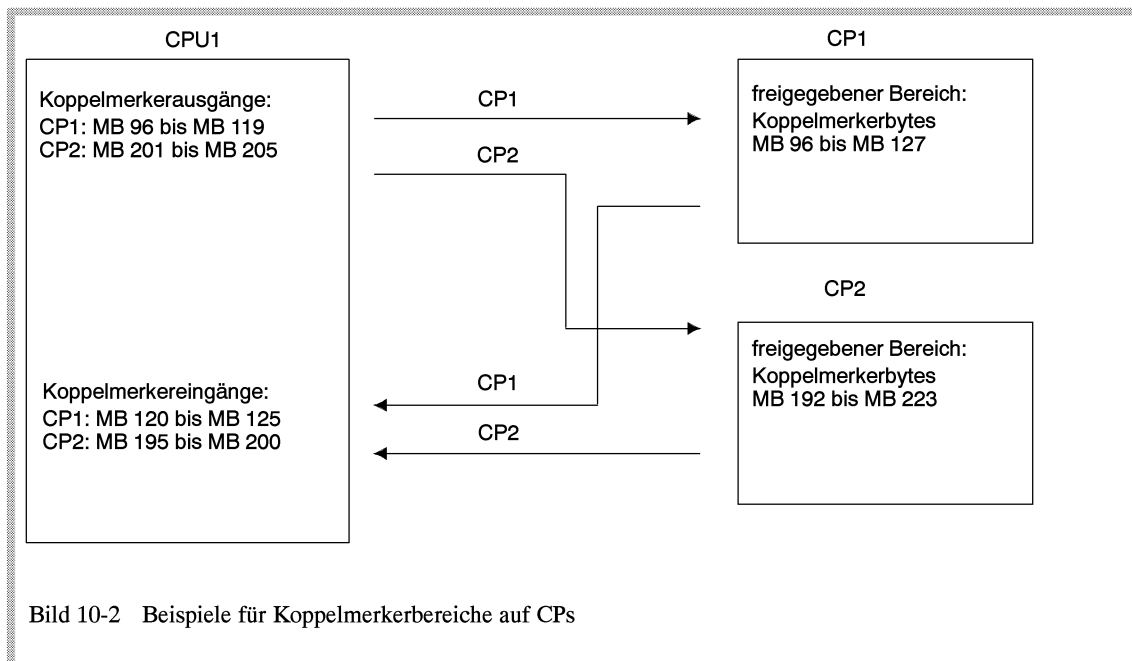 CPU1
Koppelmerkerausgänge:
CP1: MB 96 bis MB 119
CP2: MB 201 bis MB 205
Koppelmerkereingänge:
CP1: MB 120 bis MB 125
CP2: MB 195 bis MB 200
CP1
CP2
CP1
CP2
CP1
freigegebener Bereich:
Koppelmerkerbytes
MB 96 bis MB 127
CP2
freigegebener Bereich:
Koppelmerkerbytes
MB 192 bis MB 223
Bild 10-2 Beispiele für Koppelmerkerbereiche auf CPs